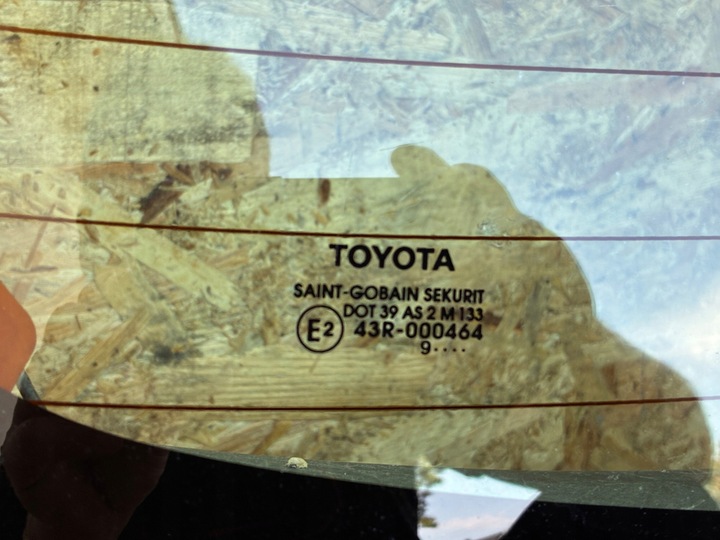 TOYOTA
SAINT-GOBAIN SEKURIT
DOT 39 AS 2 M 133
E2 43R-000464
9····